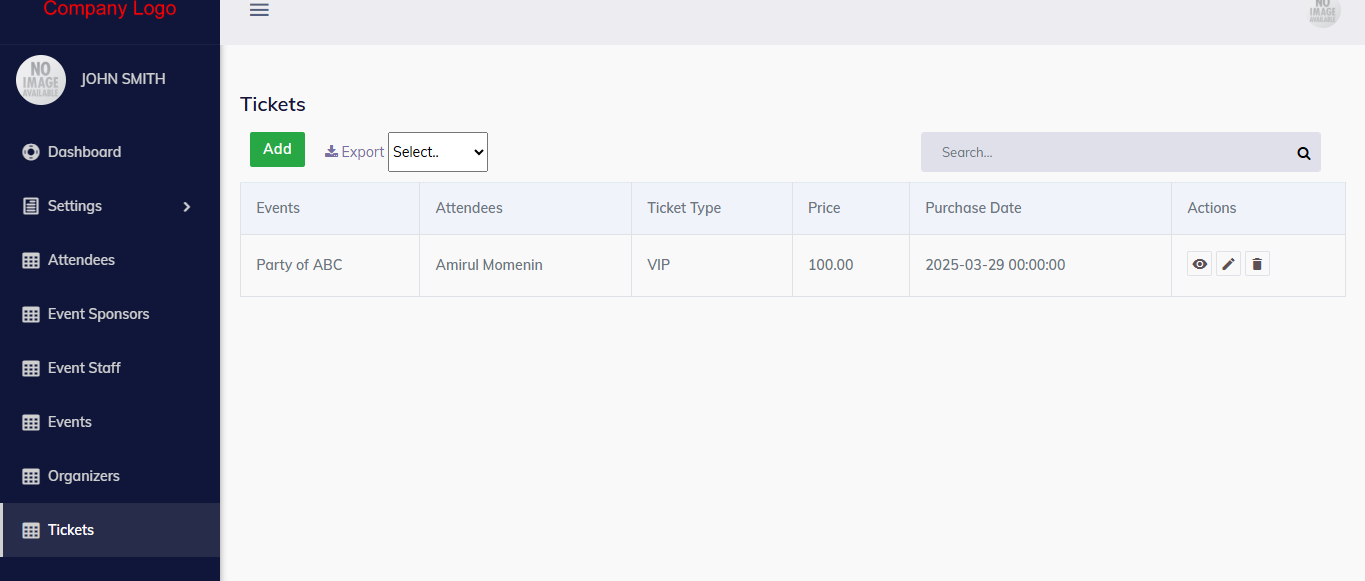 Company Logo
NO
IMAGE
AVAILABLE
NO
IMAGE
AVAILABLE
JOHN SMITH
Dashboard
Settings
Attendees
Event Sponsors
Event Staff
Events
Organizers
Tickets
Tickets
Add Export Select.. Search...
Events Attendees Ticket Type Price Purchase Date Actions
Party of ABC Amirul Momenin VIP 100.00 2025-03-29 00:00:00